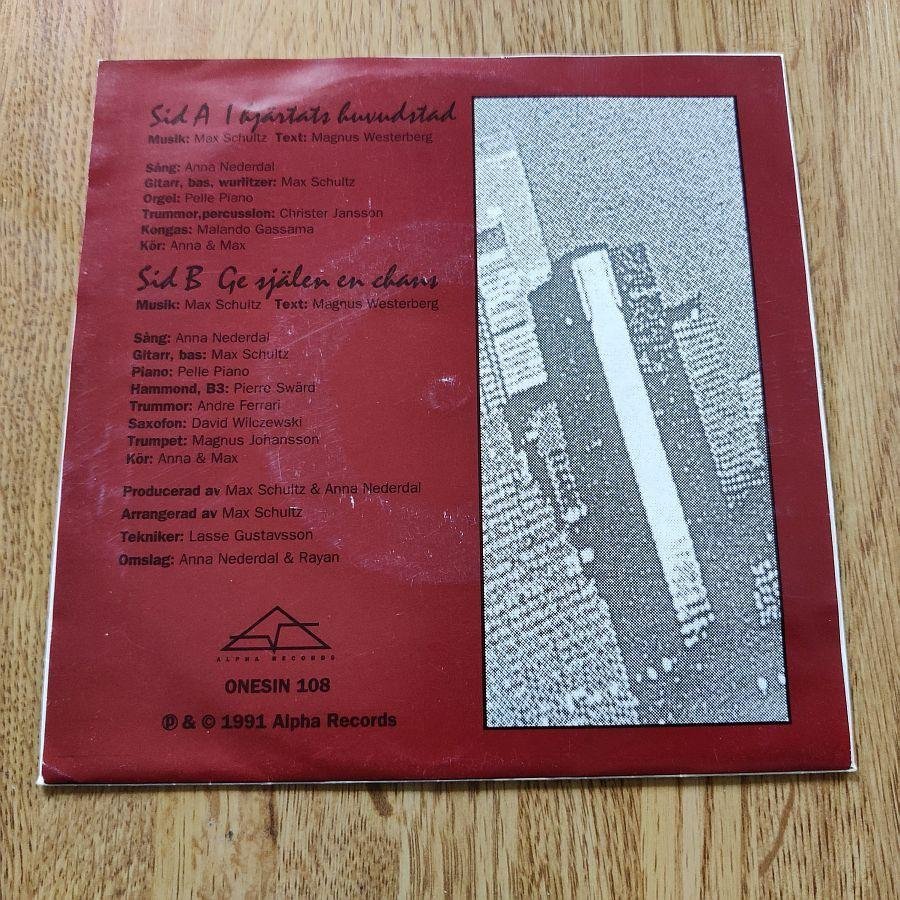 Sid A I hjärtats huvudstad
Musik: Max Schultz Text: Magnus Westerberg
Sång: Anna Nederdal
Gitarr, bas, wurlitzer: Max Schultz
Orgel: Pelle Piano
Trummor,percussion: Christer Jansson
Kongas: Malando Gassama
Kör: Anna & Max
Sid B Ge själen en chans
Musik: Max Schultz Text: Magnus Westerberg
Sång: Anna Nederdal
Gitarr, bas: Max Schultz
Piano: Pelle Piano
Hammond, B3: Pierre Swärd
Trummor: Andre Ferrari
Saxofon: David Wilczewski
Trumpet: Magnus Johansson
Kör: Anna & Max
Producerad av Max Schultz & Anna Nederdal
Arrangerad av Max Schultz
Tekniker: Lasse Gustavsson
Omslag: Anna Nederdal & Rayan
ALPHA RECORDS
ONESIN 108
℗ & © 1991 Alpha Records